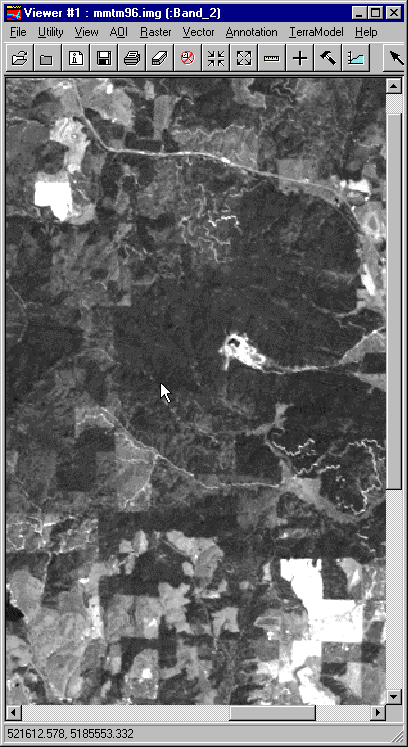 Viewer #1 : mmtm96.img (:Band_2)
File Utility View AOI Raster Vector Annotation TerraModel Help
521612.578, 5185553.332